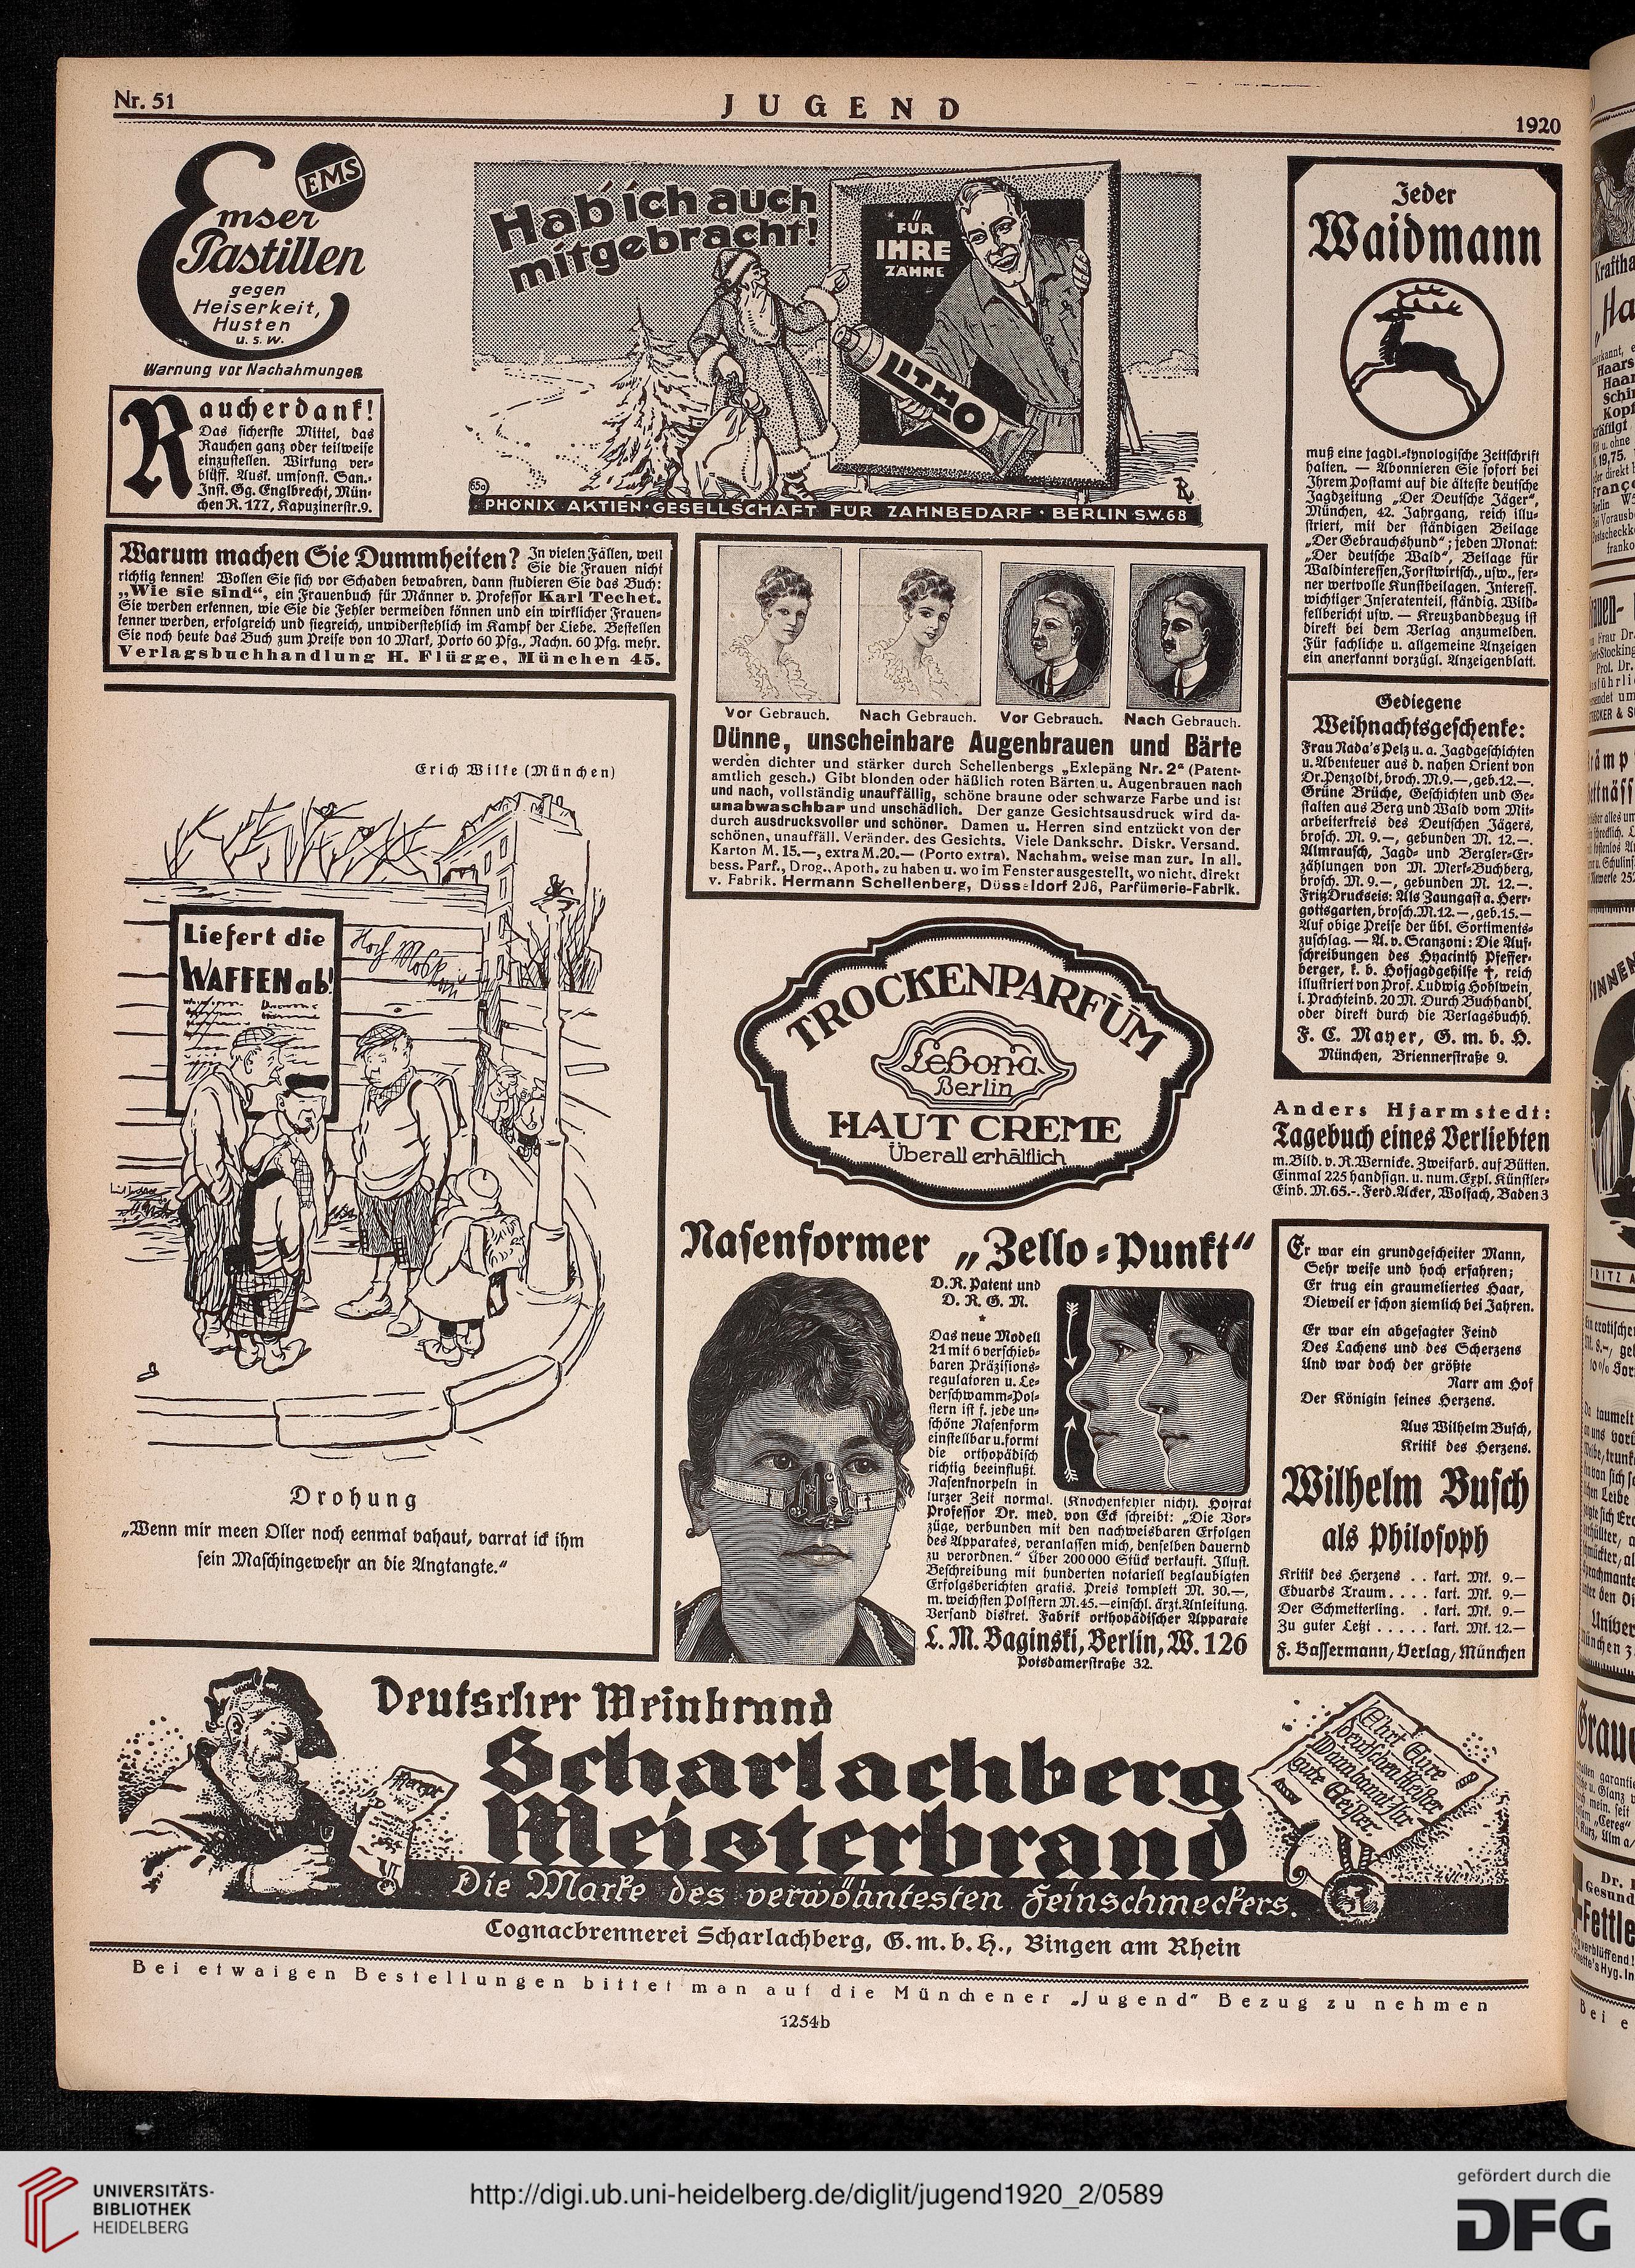 Nr. 51
JUGEND
1920
Emser
EMS
Pastillen
gegen
Heiserkeit,
Husten
u. s. w.
Warnung vor Nachahmungen
Raucherdank!
Das sicherste Mittel, das
Rauchen ganz oder teilweise
einzustellen. Wirkung ver-
blüff. Ausk. umsonst. San.-
Inst. Gg. Englbrecht, Mün-
chen R. 177, Kapuzinerstr. 9.
Hab' ich auch
mitgebracht!
FÜR
IHRE
ZÄHNE
LITHO
65a
PHÖNIX AKTIEN-GESELLSCHAFT FÜR ZAHNBEDARF · BERLIN S.W. 68
Warum machen Sie Dummheiten? In vielen Fällen, weil
Sie die Frauen nicht
richtig kennen! Wollen Sie sich vor Schaden bewahren, dann studieren Sie das Buch:
„Wie sie sind“, ein Frauenbuch für Männer v. Professor Karl Techet.
Sie werden erkennen, wie Sie die Fehler vermeiden können und ein wirklicher Frauen-
kenner werden, erfolgreich und siegreich, unwiderstehlich im Kampf der Liebe. Bestellen
Sie noch heute das Buch zum Preise von 10 Mark, Porto 60 Pfg., Nachn. 60 Pfg. mehr.
Verlagsbuchhandlung H. Flügge, München 45.
Erich Wilke (München)
Liefert die
WAFFEN ab!
Drohung
„Wenn mir meen Oller noch eenmal vahaut, varrat ick ihm
sein Maschingewehr an die Angtangte.“
Vor Gebrauch. Nach Gebrauch. Vor Gebrauch. Nach Gebrauch.
Dünne, unscheinbare Augenbrauen und Bärte
werden dichter und stärker durch Schellenbergs „Exlepäng Nr. 2“ (Patent-
amtlich gesch.) Gibt blonden oder häßlich roten Bärten u. Augenbrauen nach
und nach, vollständig unauffällig, schöne braune oder schwarze Farbe und ist
unabwaschbar und unschädlich. Der ganze Gesichtsausdruck wird da-
durch ausdrucksvoller und schöner. Damen u. Herren sind entzückt von der
schönen, unauffäll. Veränder. des Gesichts. Viele Dankschr. Diskr. Versand.
Karton M. 15.—, extra M. 20.— (Porto extra). Nachahm. weise man zur. In all.
bess. Parf., Drog., Apoth. zu haben u. wo im Fenster ausgestellt, wo nicht, direkt
v. Fabrik. Hermann Schellenberg, Düsseldorf 206, Parfümerie-Fabrik.
TROCKENPARFÜM
Lebona
Berlin
HAUT CREME
Überall erhältlich
Nasenformer „Zello-Punkt“
D. R. Patent und
D. R. G. M.
*
Das neue Modell
21 mit 6 verschieb-
baren Präzisions-
regulatoren u. Le-
derschwamm-Pol-
stern ist f. jede un-
schöne Nasenform
einstellbar u. formt
die orthopädisch
richtig beeinflußt.
Nasenknorpeln in
kurzer Zeit normal. (Knochenfehler nicht). Hofrat
Professor Dr. med. von Eck schreibt: „Die Vor-
züge, verbunden mit den nachweisbaren Erfolgen
des Apparates, veranlassen mich, denselben dauernd
zu verordnen.“ Über 200000 Stück verkauft. Illust.
Beschreibung mit hunderten notariell beglaubigten
Erfolgsberichten gratis. Preis komplett M. 30.—,
m. weichsten Polstern M. 45.— einschl. ärzt. Anleitung.
Versand diskret. Fabrik orthopädischer Apparate
L. M. Baginski, Berlin, W. 126
Potsdamerstraße 32.
Jeder
Waidmann
muß eine jagdl.-kynologische Zeitschrift
halten. — Abonnieren Sie sofort bei
Ihrem Postamt auf die älteste deutsche
Jagdzeitung „Der Deutsche Jäger“,
München, 42. Jahrgang, reich illu-
striert, mit der ständigen Beilage
„Der Gebrauchshund“; jeden Monat:
„Der deutsche Wald“, Beilage für
Waldinteressen, Forstwirtsch., usw., fer-
ner wertvolle Kunstbeilagen. Interess.
wichtiger Inseratenteil, ständig. Wild-
fellbericht usw. — Kreuzbandbezug ist
direkt bei dem Verlag anzumelden.
Für fachliche u. allgemeine Anzeigen
ein anerkannt vorzügl. Anzeigenblatt.
Gediegene
Weihnachtsgeschenke:
Frau Nada's Pelz u. a. Jagdgeschichten
u. Abenteuer aus d. nahen Orient von
Dr. Penzoldt, broch. M. 9.—, geb. 12.—.
Grüne Brüche, Geschichten und Ge-
stalten aus Berg und Wald vom Mit-
arbeiterkreis des Deutschen Jägers,
brosch. M. 9.—, gebunden M. 12.—.
Almrausch, Jagd- und Bergler-Er-
zählungen von M. Merk-Buchberg,
brosch. M. 9.—, gebunden M. 12.—.
Fritz Druckseis: Als Zaungast a. Herr-
gottsgarten, brosch. M. 12.—, geb. 15.—
Auf obige Preise der übl. Sortiments-
zuschlag. — A. v. Scanzoni: Die Auf-
schreibungen des Hyacinth Pfeffer-
berger, k. b. Hofjagdgehilfe †, reich
illustriert von Prof. Ludwig Hohlwein,
i. Prachteinb. 20 M. Durch Buchhandl.
oder direkt durch die Verlagsbuchh.
F. C. Mayer, G. m. b. H.
München, Briennerstraße 9.
Anders Hjarmstedt:
Tagebuch eines Verliebten
m. Bild. v. R. Wernicke. Zweifarb. auf Bütten.
Einmal 225 handsign. u. num. Expl. Künstler-
Einb. M. 65.-. Ferd. Acker, Wolfach, Baden 3
Er war ein grundgescheiter Mann,
Sehr weise und hoch erfahren;
Er trug ein graumeliertes Haar,
Dieweil er schon ziemlich bei Jahren.
Er war ein abgesagter Feind
Des Lachens und des Scherzens
Und war doch der größte
Narr am Hof
Der Königin seines Herzens.
Aus Wilhelm Busch,
Kritik des Herzens.
Wilhelm Busch
als Philosoph
Kritik des Herzens . . kart. Mk. 9.—
Eduards Traum . . . . kart. Mk. 9.—
Der Schmetterling . . kart. Mk. 9.—
Zu guter Letzt . . . . . kart. Mk. 12.—
F. Bassermann, Verlag, München
Deutscher Weinbrand
Scharlachberg
Meisterbrand
Die Marke des verwöhntesten Feinschmeckers.
Ehrt Eure
deutschen Meister
Dann bannt Ihr
gute Geister
Cognacbrennerei Scharlachberg, G. m. b. H., Bingen am Rhein
Bei etwaigen Bestellungen bittet man auf die Münchener „Jugend“ Bezug zu nehmen
1254b
UNIVERSITÄTS-
BIBLIOTHEK
HEIDELBERG
http://digi.ub.uni-heidelberg.de/diglit/jugend1920_2/0589
gefördert durch die
DFG